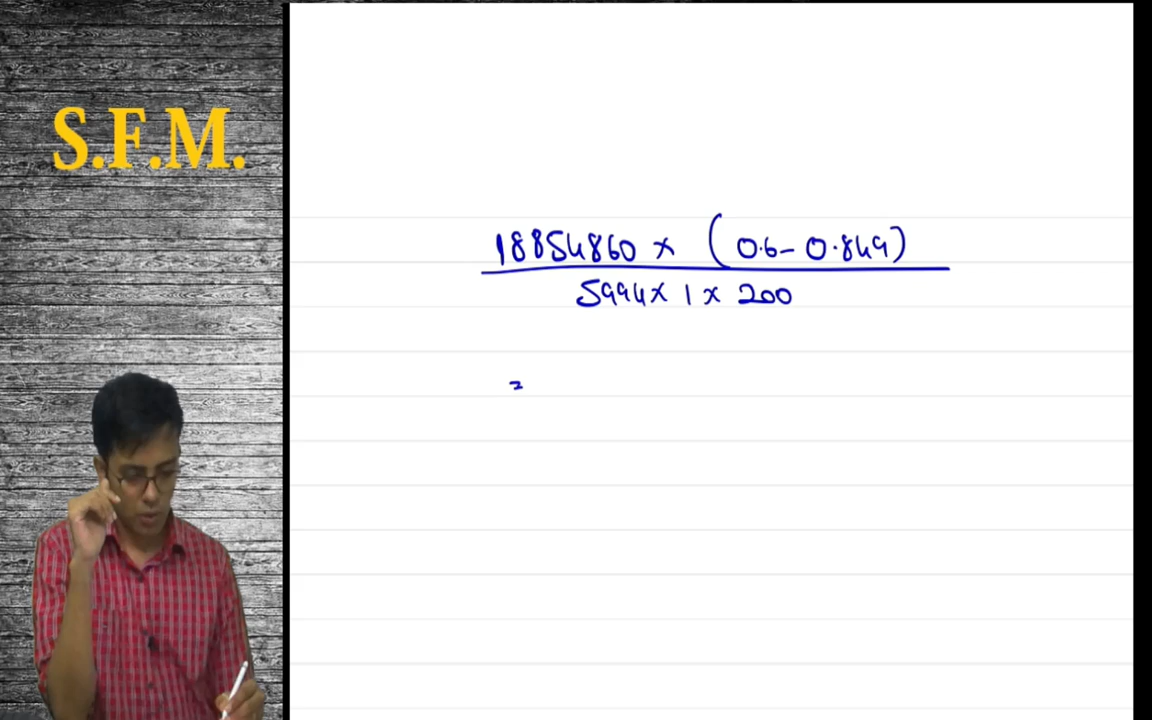 S.F.M.
18854860 × (0.6 - 0.849)
5994 × 1 × 200
=